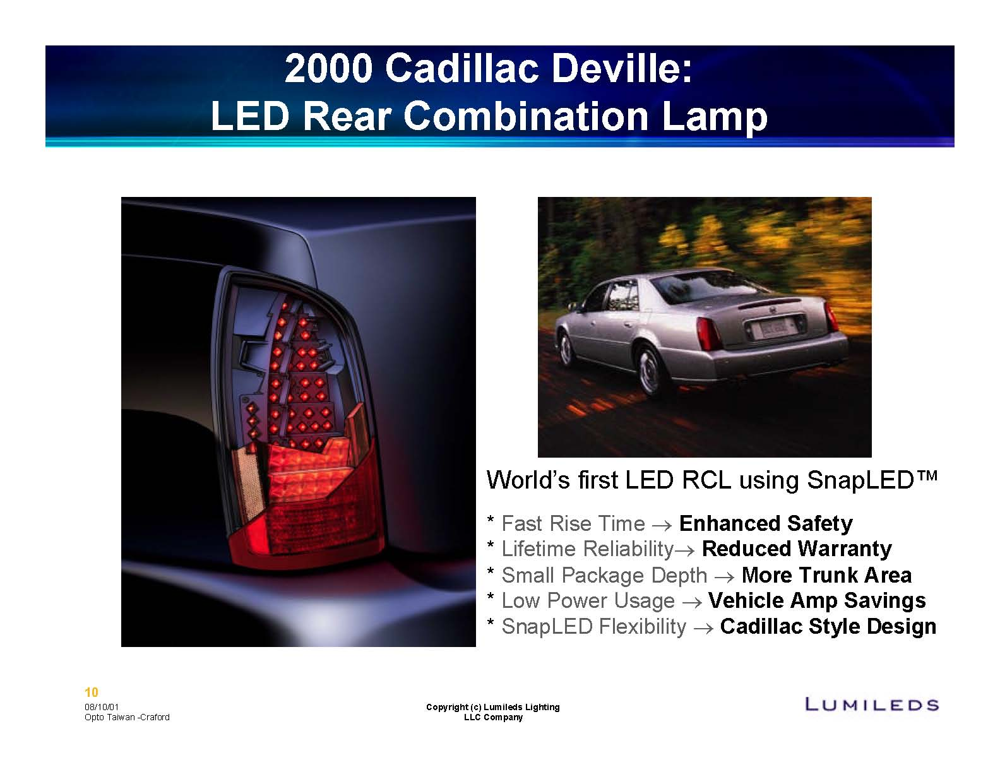 2000 Cadillac Deville:
LED Rear Combination Lamp
World’s first LED RCL using SnapLED™
* Fast Rise Time → Enhanced Safety
* Lifetime Reliability→ Reduced Warranty
* Small Package Depth → More Trunk Area
* Low Power Usage → Vehicle Amp Savings
* SnapLED Flexibility → Cadillac Style Design
10
08/10/01
Opto Taiwan -Craford
Copyright (c) Lumileds Lighting
LLC Company
LUMILEDS